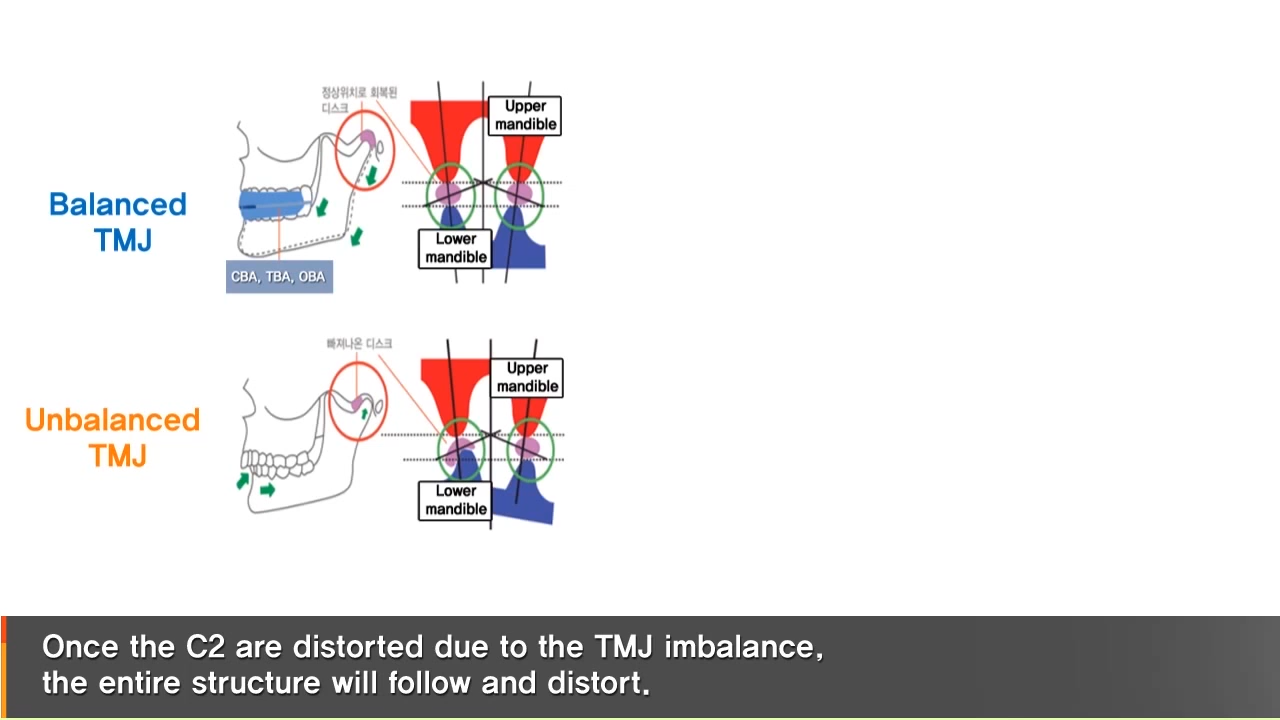 정상위치로 회복된
디스크
Upper
mandible
Balanced
TMJ
Lower
mandible
CBA, TBA, OBA
빠져나온 디스크
Upper
mandible
Unbalanced
TMJ
Lower
mandible
Once the C2 are distorted due to the TMJ imbalance,
the entire structure will follow and distort.